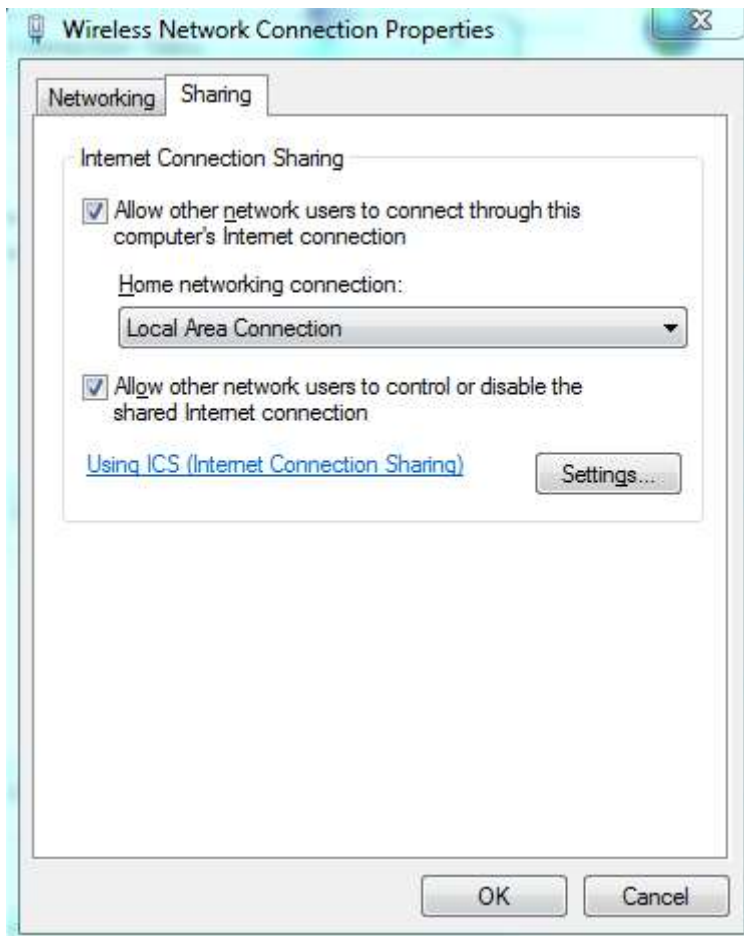 Wireless Network Connection Properties
Networking
Sharing
Internet Connection Sharing
Allow other network users to connect through this
computer's Internet connection
Home networking connection:
Local Area Connection
Allow other network users to control or disable the
shared Internet connection
Using ICS (Internet Connection Sharing)
Settings...
OK
Cancel